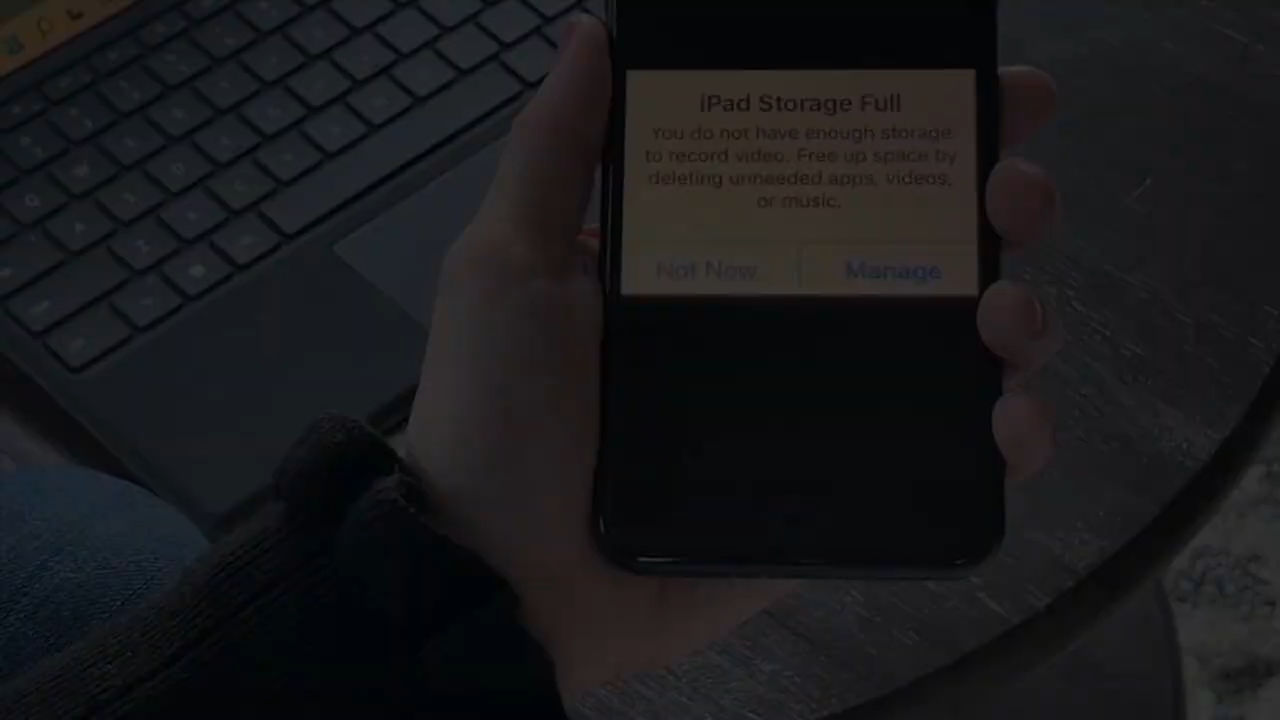 iPad Storage Full
You do not have enough storage
to record video. Free up space by
deleting unneeded apps, videos,
or music.
Not Now
Manage